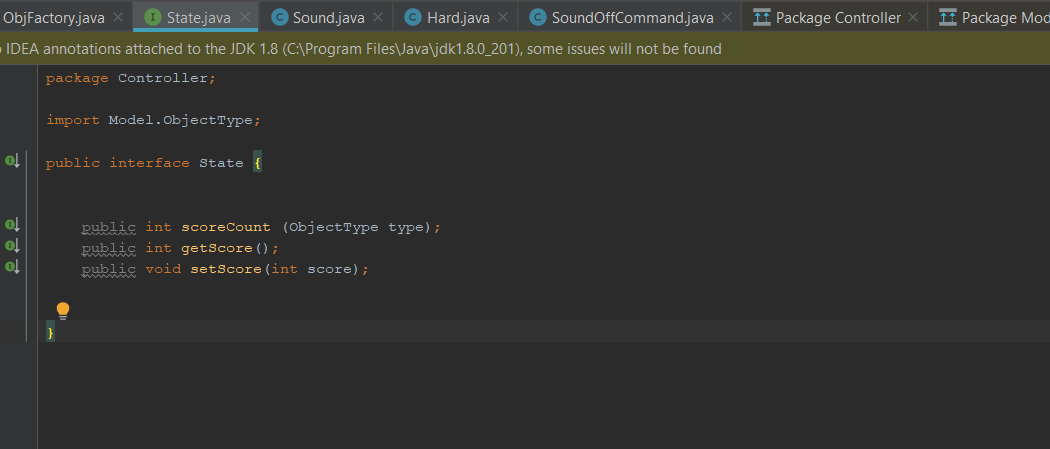 ObjFactory.java State.java Sound.java Hard.java SoundOffCommand.java Package Controller Package Mod
IDEA annotations attached to the JDK 1.8 (C:\Program Files\Java\jdk1.8.0_201), some issues will not be found
package Controller;
import Model.ObjectType;
public interface State {
public int scoreCount (ObjectType type);
public int getScore();
public void setScore(int score);
}